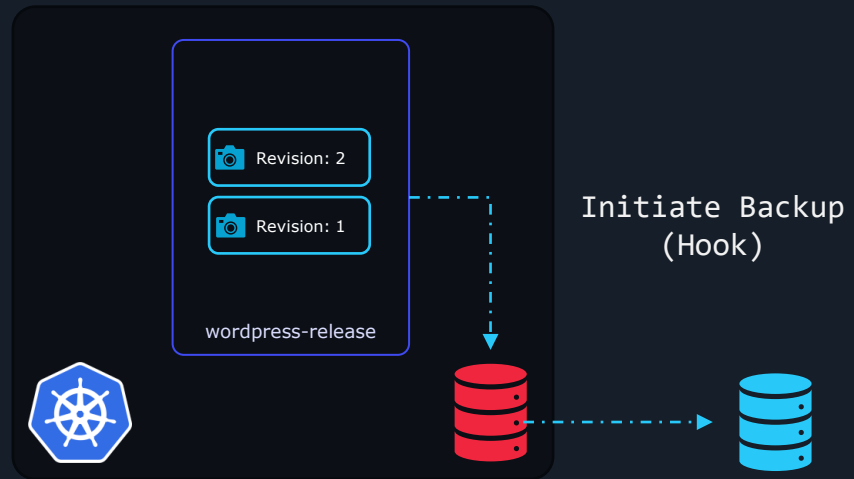 Revision: 2
Revision: 1
wordpress-release
Initiate Backup
(Hook)